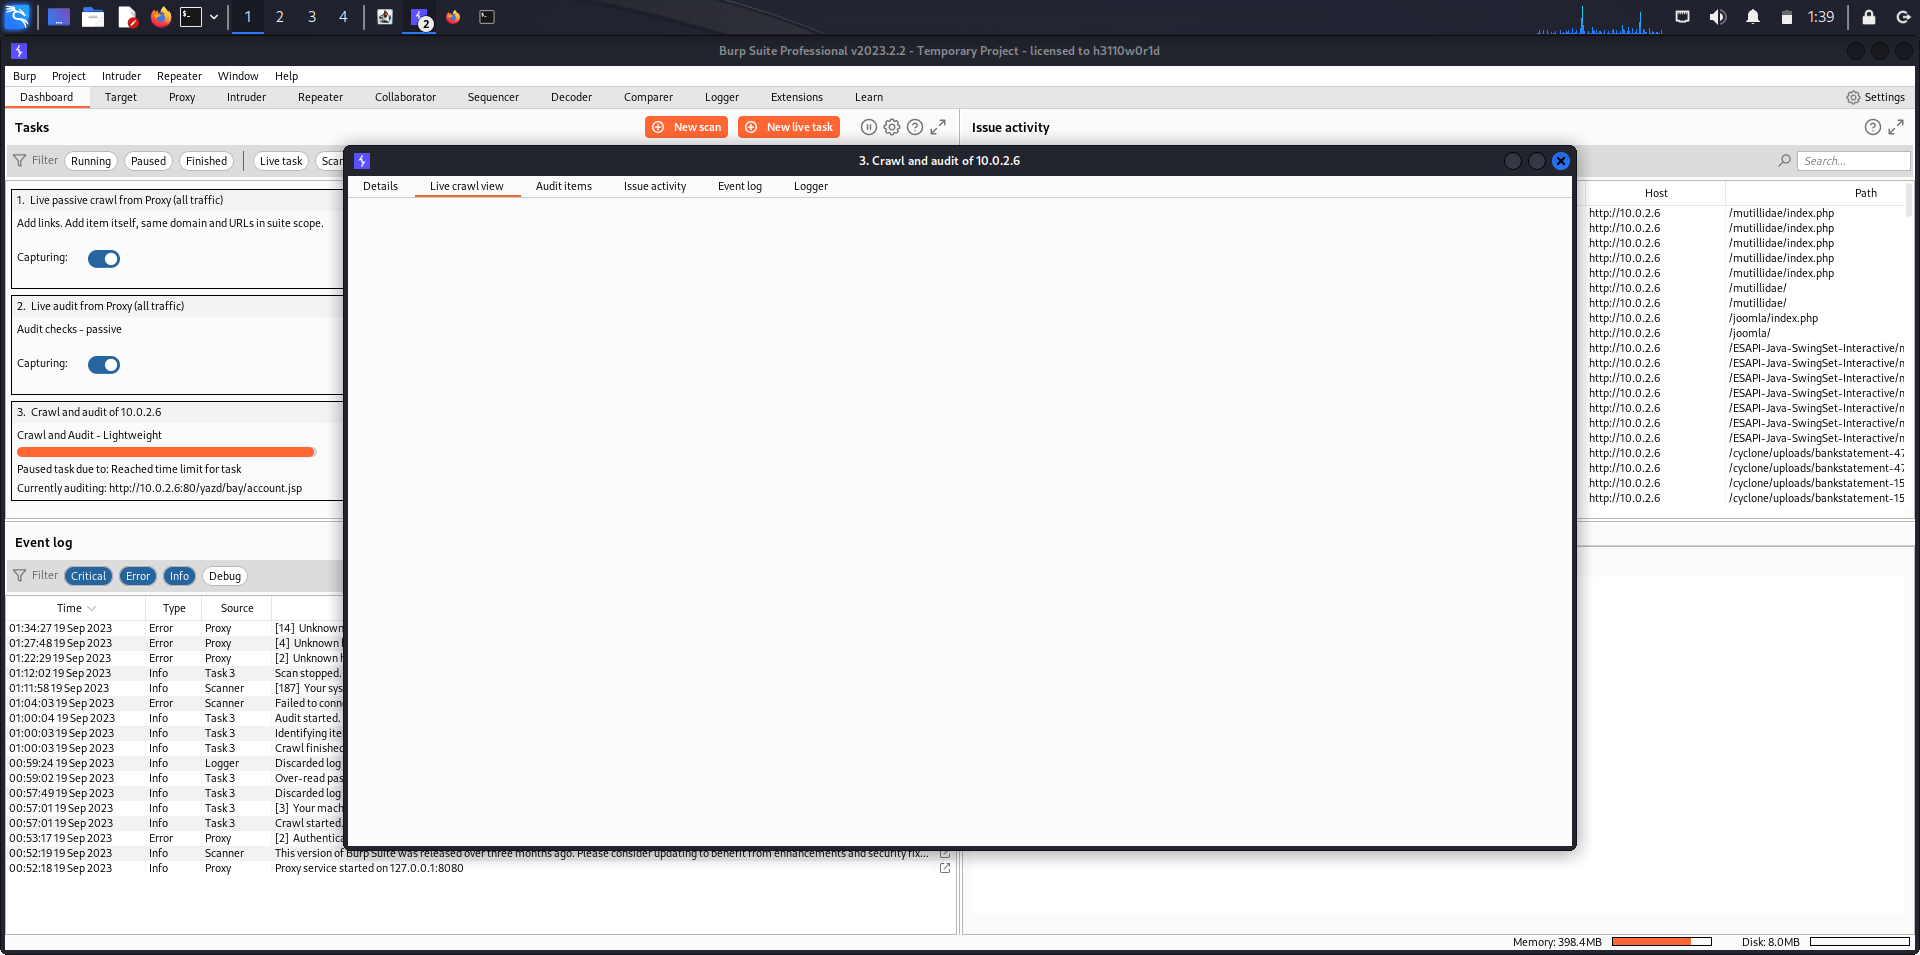 1 2 3 4 2 1:39
Burp Suite Professional v2023.2.2 - Temporary Project - licensed to h3110w0r1d
Burp Project Intruder Repeater Window Help
Dashboard Target Proxy Intruder Repeater Collaborator Sequencer Decoder Comparer Logger Extensions Learn Settings
Tasks New scan New live task
Filter Running Paused Finished Live task Scan
1. Live passive crawl from Proxy (all traffic)
Add links. Add item itself, same domain and URLs in suite scope.
Capturing:
2. Live audit from Proxy (all traffic)
Audit checks - passive
Capturing:
3. Crawl and audit of 10.0.2.6
Crawl and Audit - Lightweight
Paused task due to: Reached time limit for task
Currently auditing: http://10.0.2.6:80/yazd/bay/account.jsp
3. Crawl and audit of 10.0.2.6
Details Live crawl view Audit items Issue activity Event log Logger
Issue activity
Search...
Host Path
http://10.0.2.6 /mutillidae/index.php
http://10.0.2.6 /mutillidae/index.php
http://10.0.2.6 /mutillidae/index.php
http://10.0.2.6 /mutillidae/index.php
http://10.0.2.6 /mutillidae/index.php
http://10.0.2.6 /mutillidae/
http://10.0.2.6 /mutillidae/
http://10.0.2.6 /joomla/index.php
http://10.0.2.6 /joomla/
http://10.0.2.6 /ESAPI-Java-SwingSet-Interactive/n
http://10.0.2.6 /ESAPI-Java-SwingSet-Interactive/n
http://10.0.2.6 /ESAPI-Java-SwingSet-Interactive/n
http://10.0.2.6 /ESAPI-Java-SwingSet-Interactive/n
http://10.0.2.6 /ESAPI-Java-SwingSet-Interactive/n
http://10.0.2.6 /ESAPI-Java-SwingSet-Interactive/n
http://10.0.2.6 /ESAPI-Java-SwingSet-Interactive/n
http://10.0.2.6 /cyclone/uploads/bankstatement-47
http://10.0.2.6 /cyclone/uploads/bankstatement-47
http://10.0.2.6 /cyclone/uploads/bankstatement-15
http://10.0.2.6 /cyclone/uploads/bankstatement-15
Event log
Filter Critical Error Info Debug
Time Type Source
01:34:27 19 Sep 2023 Error Proxy [14] Unknown
01:27:48 19 Sep 2023 Error Proxy [4] Unknown
01:22:29 19 Sep 2023 Error Proxy [2] Unknown
01:12:02 19 Sep 2023 Info Task 3 Scan stopped.
01:11:58 19 Sep 2023 Info Scanner [187] Your sys
01:04:03 19 Sep 2023 Error Scanner Failed to conn
01:00:04 19 Sep 2023 Info Task 3 Audit started.
01:00:03 19 Sep 2023 Info Task 3 Identifying ite
01:00:03 19 Sep 2023 Info Task 3 Crawl finished
00:59:24 19 Sep 2023 Info Logger Discarded log
00:59:02 19 Sep 2023 Info Task 3 Over-read pas
00:57:49 19 Sep 2023 Info Task 3 Discarded log
00:57:01 19 Sep 2023 Info Task 3 [3] Your mach
00:57:01 19 Sep 2023 Info Task 3 Crawl started.
00:53:17 19 Sep 2023 Error Proxy [2] Authentica
00:52:19 19 Sep 2023 Info Scanner This version of Burp Suite was released over three months ago. Please consider updating to benefit from enhancements and security fix...
00:52:18 19 Sep 2023 Info Proxy Proxy service started on 127.0.0.1:8080
Memory: 398.4MB Disk: 8.0MB